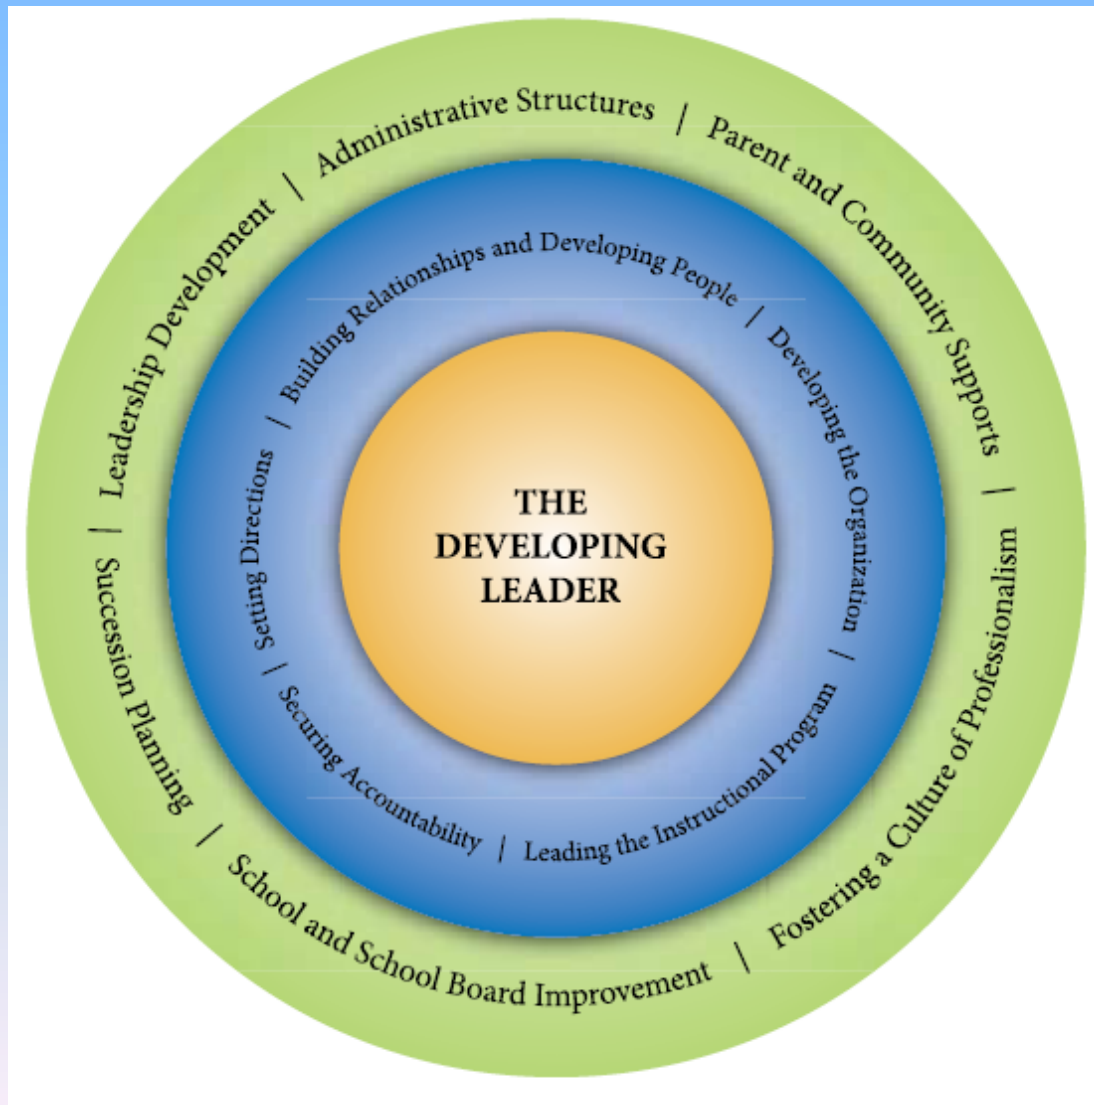 Leadership Development | Administrative Structures | Parent and Community Supports |
Fostering a Culture of Professionalism |
School and School Board Improvement |
Succession Planning |
Setting Directions | Building Relationships and Developing People | Developing the Organization |
Leading the Instructional Program |
Securing Accountability |
THE
DEVELOPING
LEADER